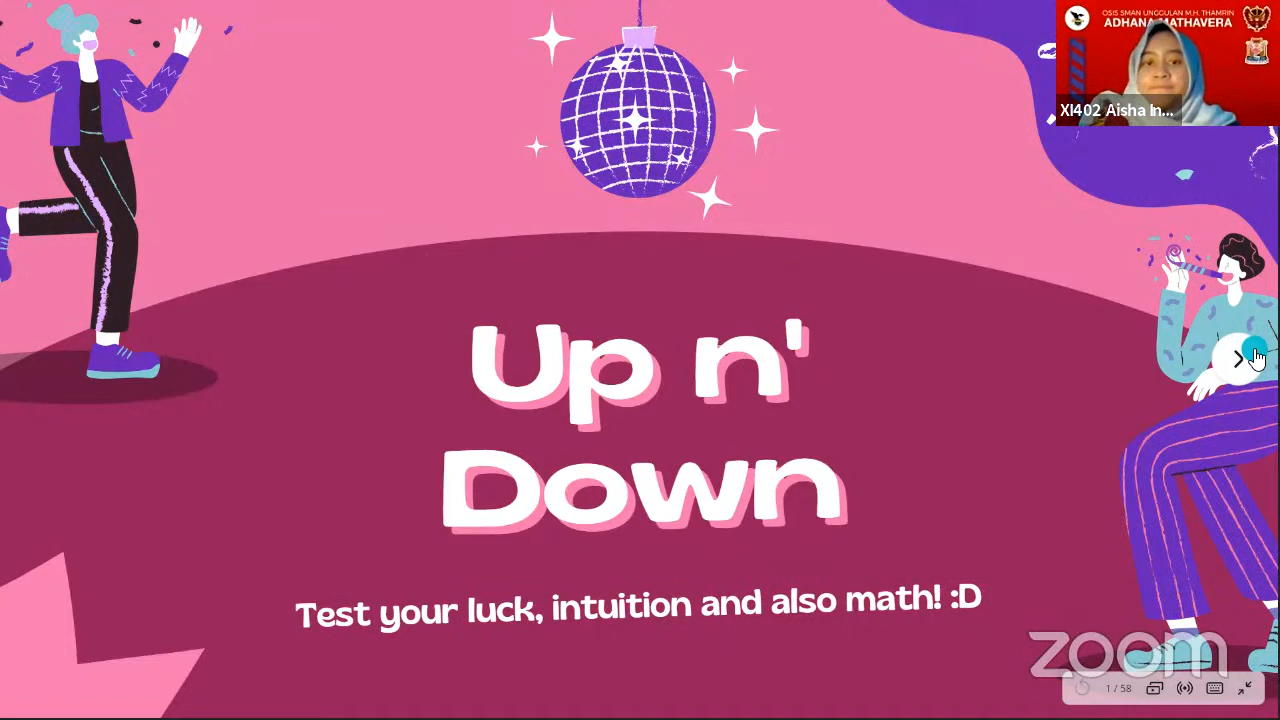 OSIS SMAN UNGGULAN M.H. THAMRIN
ADHANA MATHAVERA
XI402 Aisha In...
Up n'
Down
Test your luck, intuition and also math! :D
zoom
1 / 58